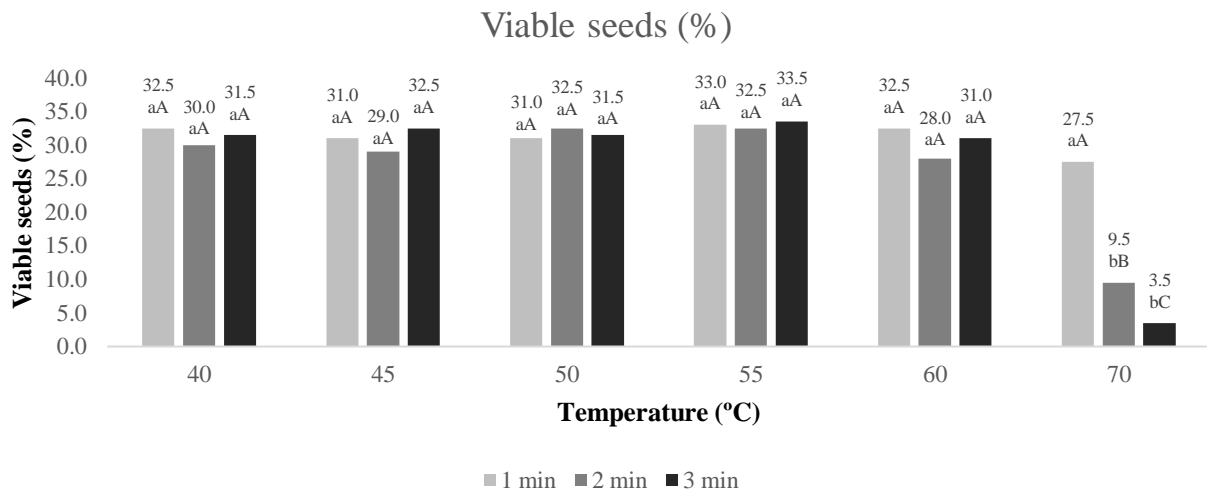 Viable seeds (%)
Viable seeds (%)
40.0
35.0
30.0
25.0
20.0
15.0
10.0
5.0
0.0
32.5
aA
30.0
aA
31.5
aA
31.0
aA
29.0
aA
32.5
aA
31.0
aA
32.5
aA
31.5
aA
33.0
aA
32.5
aA
33.5
aA
32.5
aA
28.0
aA
31.0
aA
27.5
aA
9.5
bB
3.5
bC
40
45
50
55
60
70
Temperature (ºC)
1 min
2 min
3 min